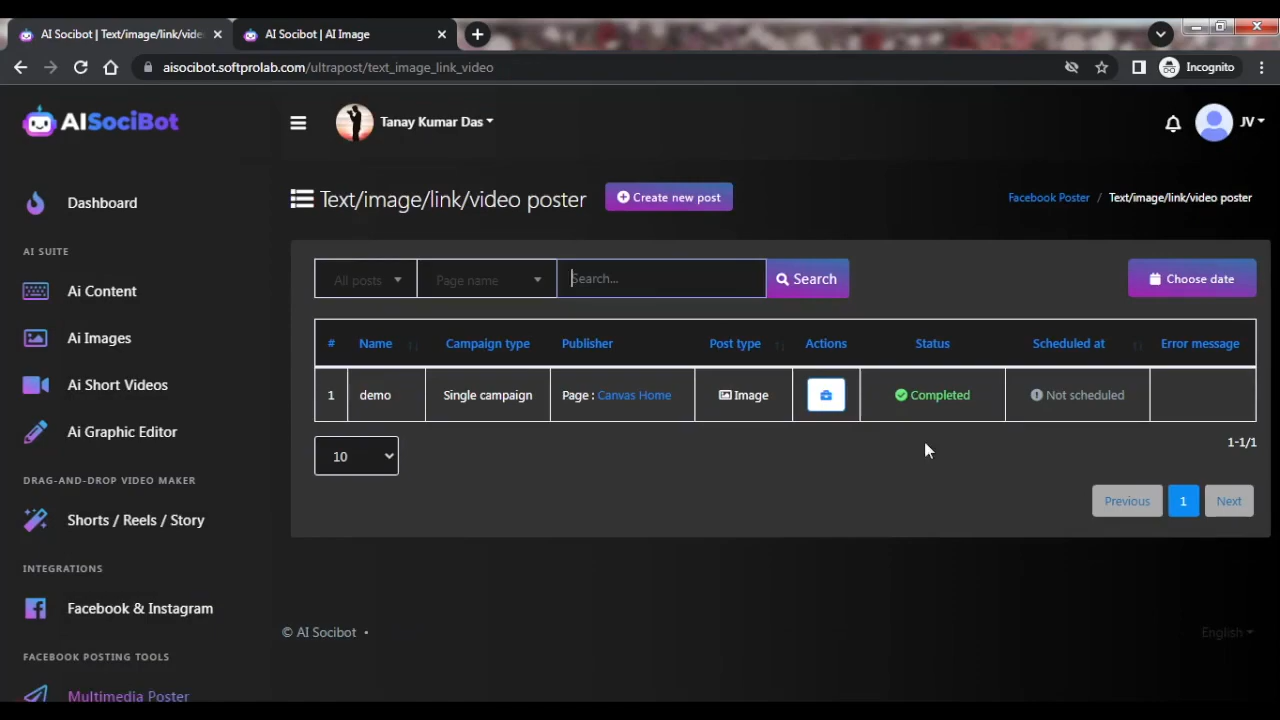 AI Socibot | Text/image/link/vide
AI Socibot | AI Image
aisocibot.softprolab.com/ultrapost/text_image_link_video
Incognito
AISociBot
Tanay Kumar Das
JV
Dashboard
AI SUITE
Ai Content
Ai Images
Ai Short Videos
Ai Graphic Editor
DRAG-AND-DROP VIDEO MAKER
Shorts / Reels / Story
INTEGRATIONS
Facebook & Instagram
FACEBOOK POSTING TOOLS
Multimedia Poster
Text/image/link/video poster
Create new post
Facebook Poster / Text/image/link/video poster
All posts
Page name
Search...
Search
Choose date
# Name Campaign type Publisher Post type Actions Status Scheduled at Error message
1 demo Single campaign Page : Canvas Home Image Completed Not scheduled
10
1-1/1
Previous 1 Next
© AI Socibot •
English